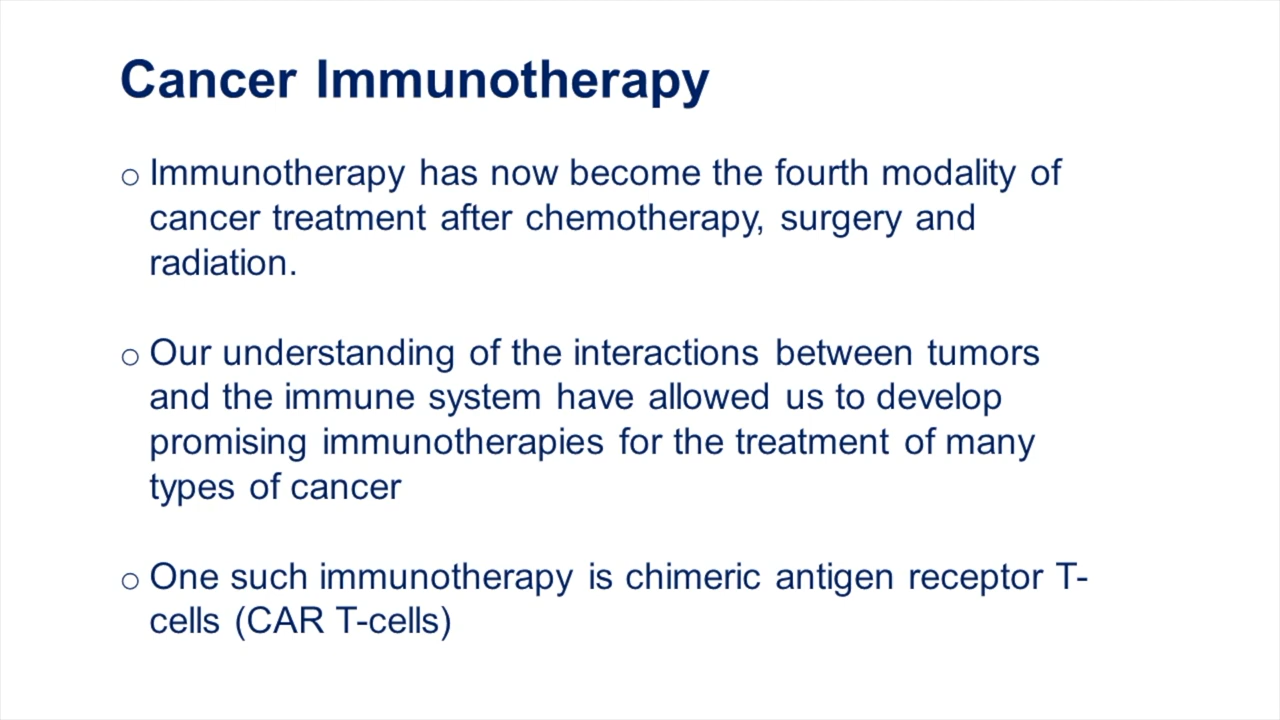 Cancer Immunotherapy
○ Immunotherapy has now become the fourth modality of
cancer treatment after chemotherapy, surgery and
radiation.
○ Our understanding of the interactions between tumors
and the immune system have allowed us to develop
promising immunotherapies for the treatment of many
types of cancer
○ One such immunotherapy is chimeric antigen receptor T-
cells (CAR T-cells)